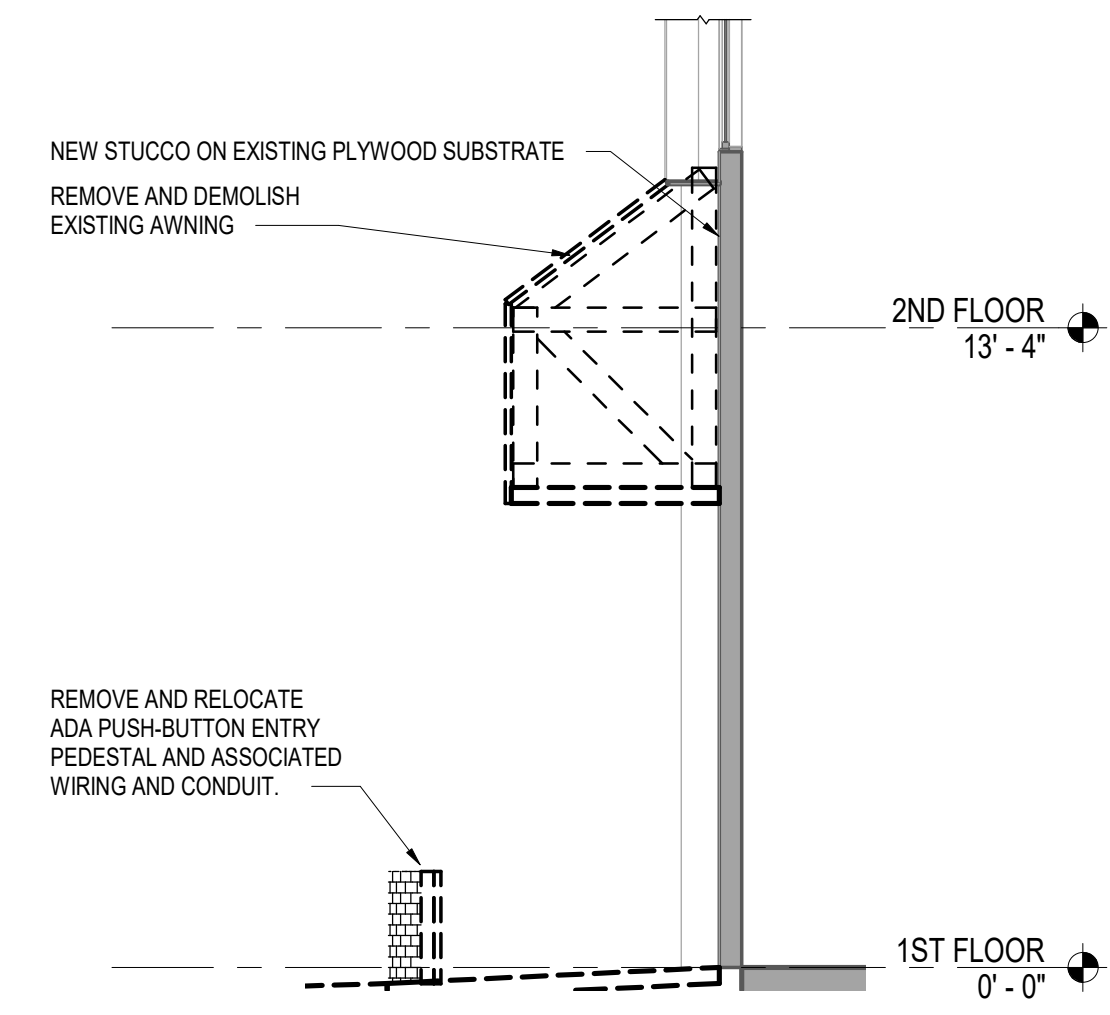 NEW STUCCO ON EXISTING PLYWOOD SUBSTRATE
REMOVE AND DEMOLISH
EXISTING AWNING
2ND FLOOR
13' - 4"
REMOVE AND RELOCATE
ADA PUSH-BUTTON ENTRY
PEDESTAL AND ASSOCIATED
WIRING AND CONDUIT.
1ST FLOOR
0' - 0"